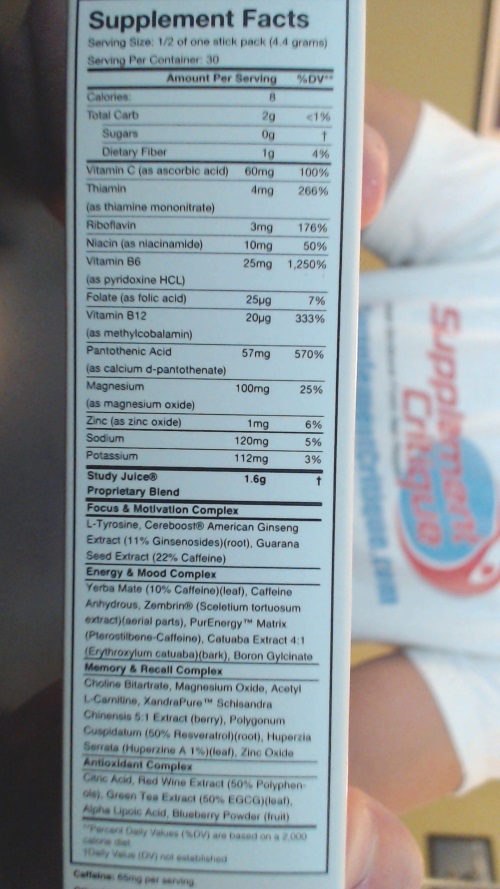 Supplement Facts
Serving Size: 1/2 of one stick pack (4.4 grams)
Serving Per Container: 30
Amount Per Serving %DV**
Calories: 8
Total Carb 2g <1%
Sugars 0g †
Dietary Fiber 1g 4%
Vitamin C (as ascorbic acid) 60mg 100%
Thiamin 4mg 266%
(as thiamine mononitrate)
Riboflavin 3mg 176%
Niacin (as niacinamide) 10mg 50%
Vitamin B6 25mg 1,250%
(as pyridoxine HCL)
Folate (as folic acid) 25µg 7%
Vitamin B12 20µg 333%
(as methylcobalamin)
Pantothenic Acid 57mg 570%
(as calcium d-pantothenate)
Magnesium 100mg 25%
(as magnesium oxide)
Zinc (as zinc oxide) 1mg 6%
Sodium 120mg 5%
Potassium 112mg 3%
Study Juice® 1.6g †
Proprietary Blend
Focus & Motivation Complex
L-Tyrosine, Cereboost® American Ginseng
Extract (11% Ginsenosides)(root), Guarana
Seed Extract (22% Caffeine)
Energy & Mood Complex
Yerba Mate (10% Caffeine)(leaf), Caffeine
Anhydrous, Zembrin® (Sceletium tortuosum
extract)(aerial parts), PurEnergy™ Matrix
(Pterostilbene-Caffeine), Catuaba Extract 4:1
(Erythroxylum catuaba)(bark), Boron Gylcinate
Memory & Recall Complex
Choline Bitartrate, Magnesium Oxide, Acetyl
L-Carnitine, XandraPure™ Schisandra
Chinensis 5:1 Extract (berry), Polygonum
Cuspidatum (50% Resveratrol)(root), Huperzia
Serrata (Huperzine A 1%)(leaf), Zinc Oxide
Antioxidant Complex
Citric Acid, Red Wine Extract (50% Polyphen-
ols), Green Tea Extract (50% EGCG)(leaf),
Alpha Lipoic Acid, Blueberry Powder (fruit)
**Percent Daily Values (%DV) are based on a 2,000
calorie diet
†Daily Value (DV) not established
Caffeine: 65mg per serving
Supplement
Critique
SupplementCritique.com